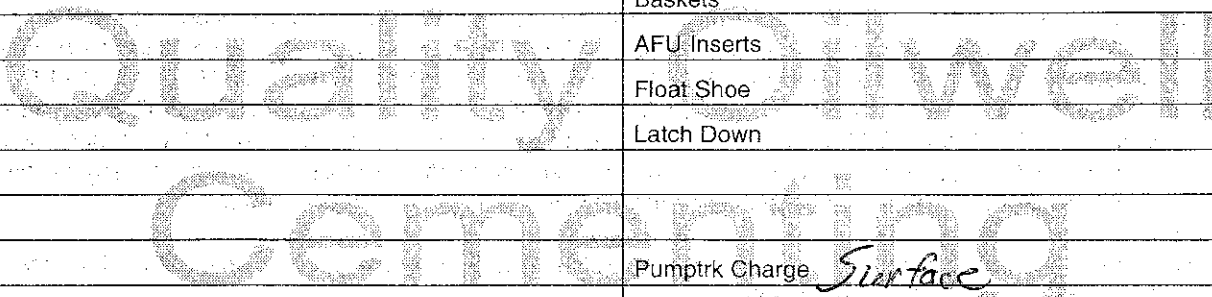 Baskets
AFU Inserts
Quality Oilwell
Float Shoe
Latch Down
Cementing
Pumptrk Charge Surface